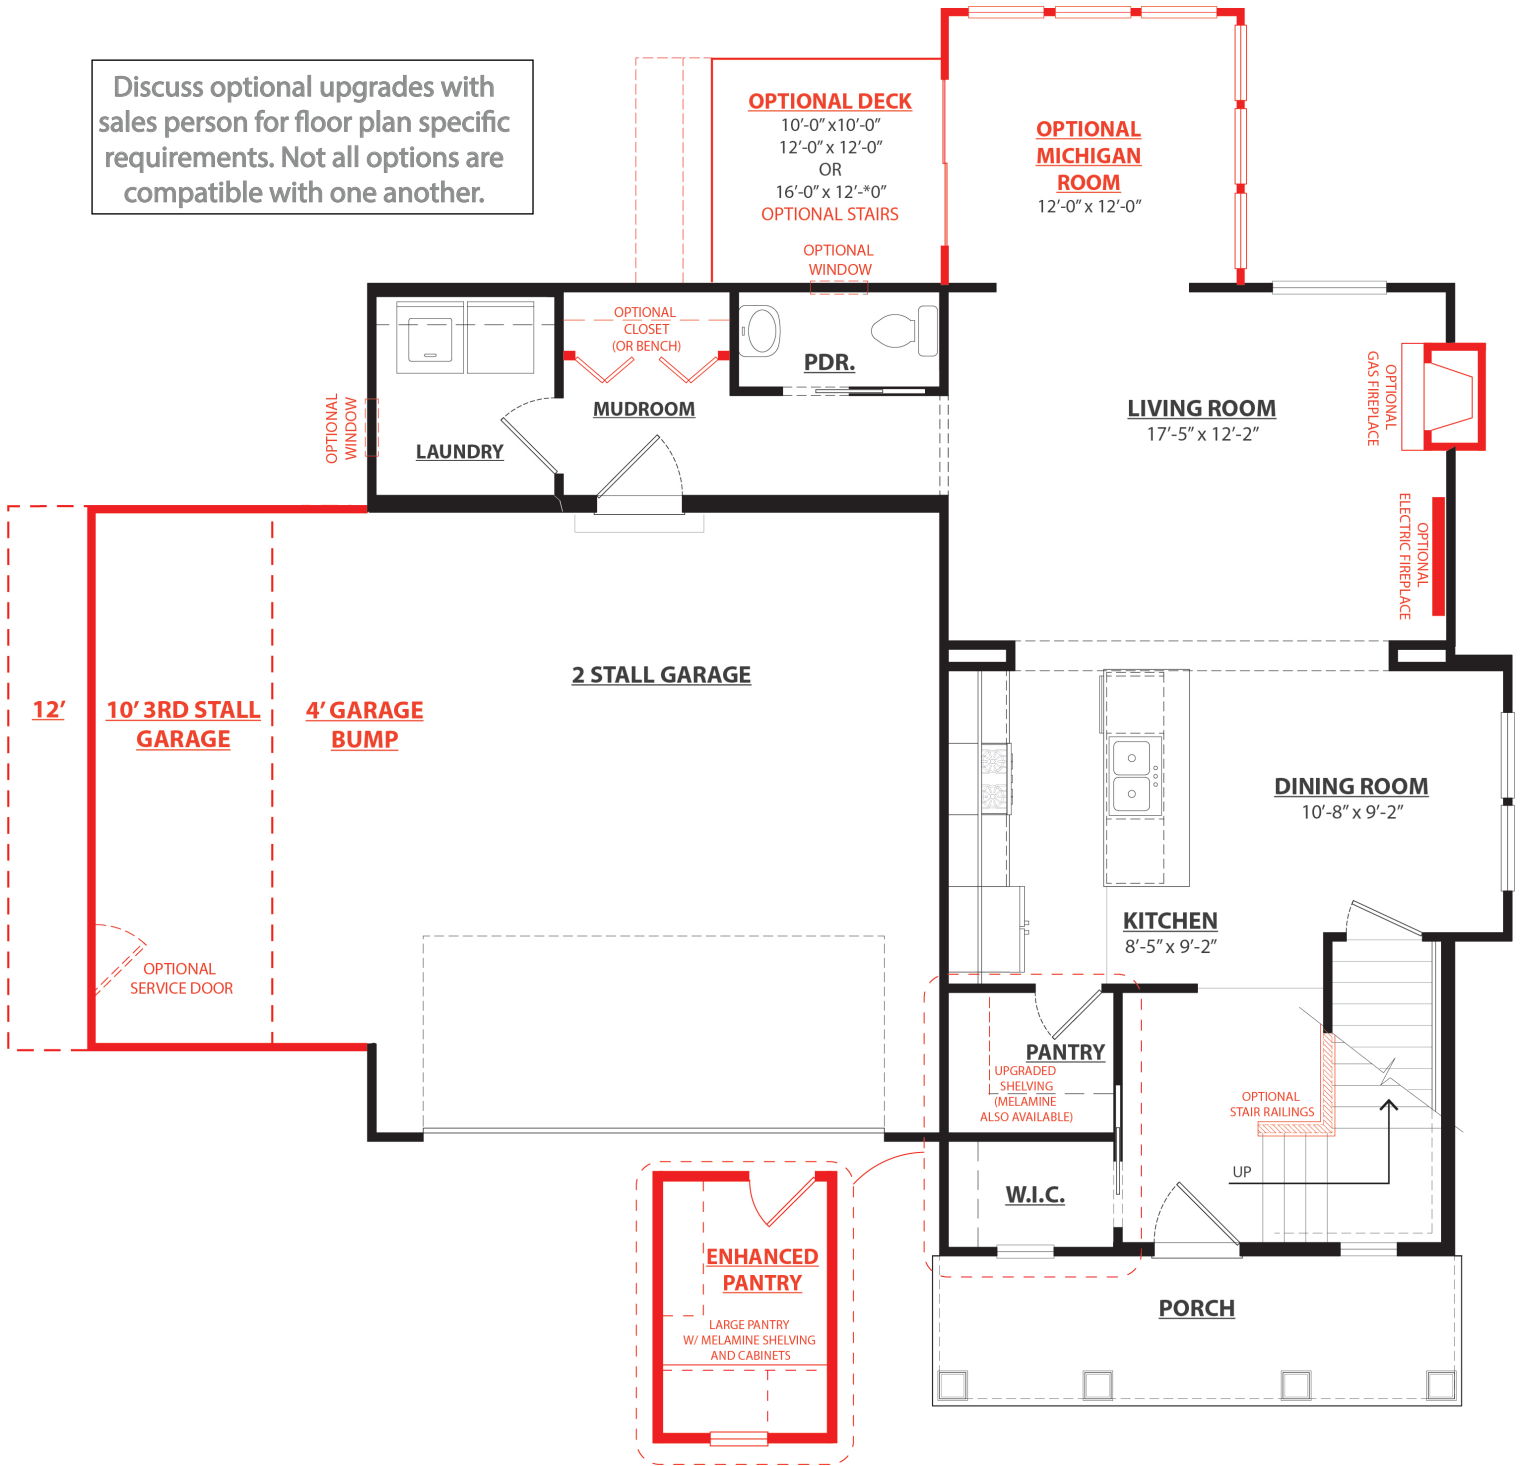 Discuss optional upgrades with
sales person for floor plan specific
requirements. Not all options are
compatible with one another.
OPTIONAL DECK
10’-0” x10’-0”
12’-0” x 12’-0”
OR
16’-0” x 12’-*0”
OPTIONAL STAIRS
OPTIONAL
WINDOW
OPTIONAL
MICHIGAN
ROOM
12’-0” x 12’-0”
OPTIONAL
CLOSET
(OR BENCH)
PDR.
MUDROOM
LAUNDRY
OPTIONAL
WINDOW
LIVING ROOM
17’-5” x 12’-2”
OPTIONAL
GAS FIREPLACE
OPTIONAL
ELECTRIC FIREPLACE
2 STALL GARAGE
12’
10’ 3RD STALL
GARAGE
4’ GARAGE
BUMP
OPTIONAL
SERVICE DOOR
DINING ROOM
10’-8” x 9’-2”
KITCHEN
8’-5” x 9’-2”
PANTRY
UPGRADED
SHELVING
(MELAMINE
ALSO AVAILABLE)
OPTIONAL
STAIR RAILINGS
UP
W.I.C.
ENHANCED
PANTRY
LARGE PANTRY
W/ MELAMINE SHELVING
AND CABINETS
PORCH